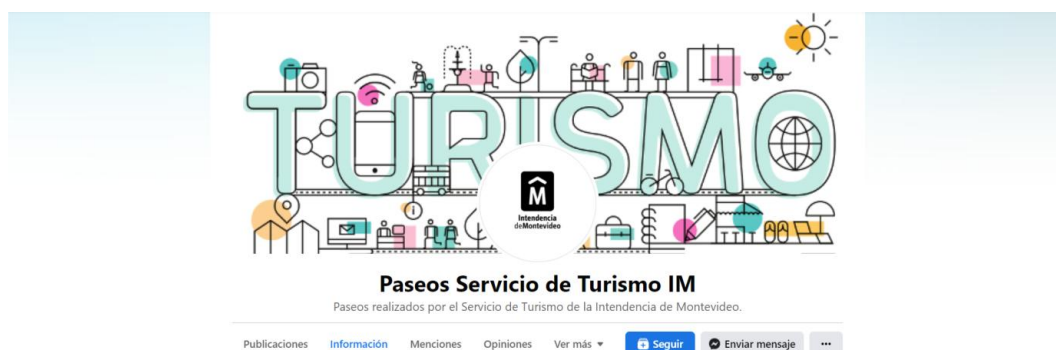 TURISMO
M
Intendencia
deMontevideo
Paseos Servicio de Turismo IM
Paseos realizados por el Servicio de Turismo de la Intendencia de Montevideo.
Publicaciones Información Menciones Opiniones Ver más Seguir Enviar mensaje ...